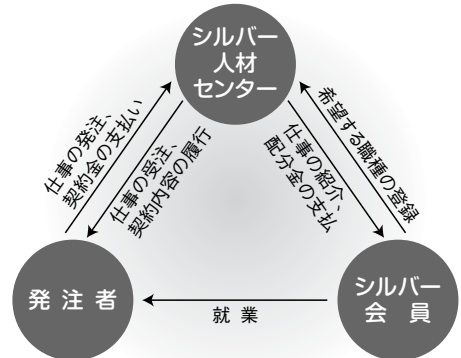 シルバー
人材
センター
仕事の発注、
契約金の支払い
仕事の受注、
契約内容の履行
仕事の紹介、
配分金の支払
希望する職種の登録
発注者
就業
シルバー
会員